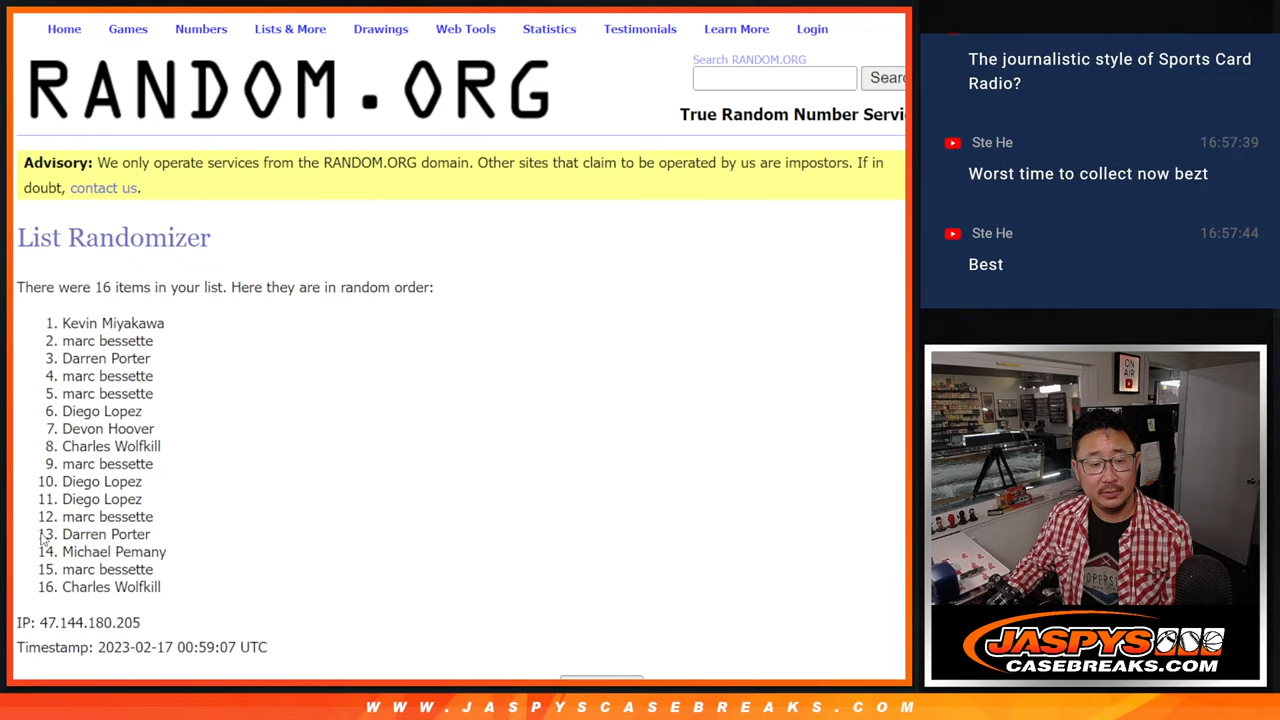 Home Games Numbers Lists & More Drawings Web Tools Statistics Testimonials Learn More Login
RANDOM.ORG
Search RANDOM.ORG
Searc
True Random Number Servi
Advisory: We only operate services from the RANDOM.ORG domain. Other sites that claim to be operated by us are impostors. If in
doubt, contact us.
List Randomizer
There were 16 items in your list. Here they are in random order:
1. Kevin Miyakawa
2. marc bessette
3. Darren Porter
4. marc bessette
5. marc bessette
6. Diego Lopez
7. Devon Hoover
8. Charles Wolfkill
9. marc bessette
10. Diego Lopez
11. Diego Lopez
12. marc bessette
13. Darren Porter
14. Michael Pemany
15. marc bessette
16. Charles Wolfkill
IP: 47.144.180.205
Timestamp: 2023-02-17 00:59:07 UTC
The journalistic style of Sports Card
Radio?
Ste He 16:57:39
Worst time to collect now bezt
Ste He 16:57:44
Best
ON
AIR
JASPYS
CASEBREAKS.COM
WWW.JASPYSCASEBREAKS.COM